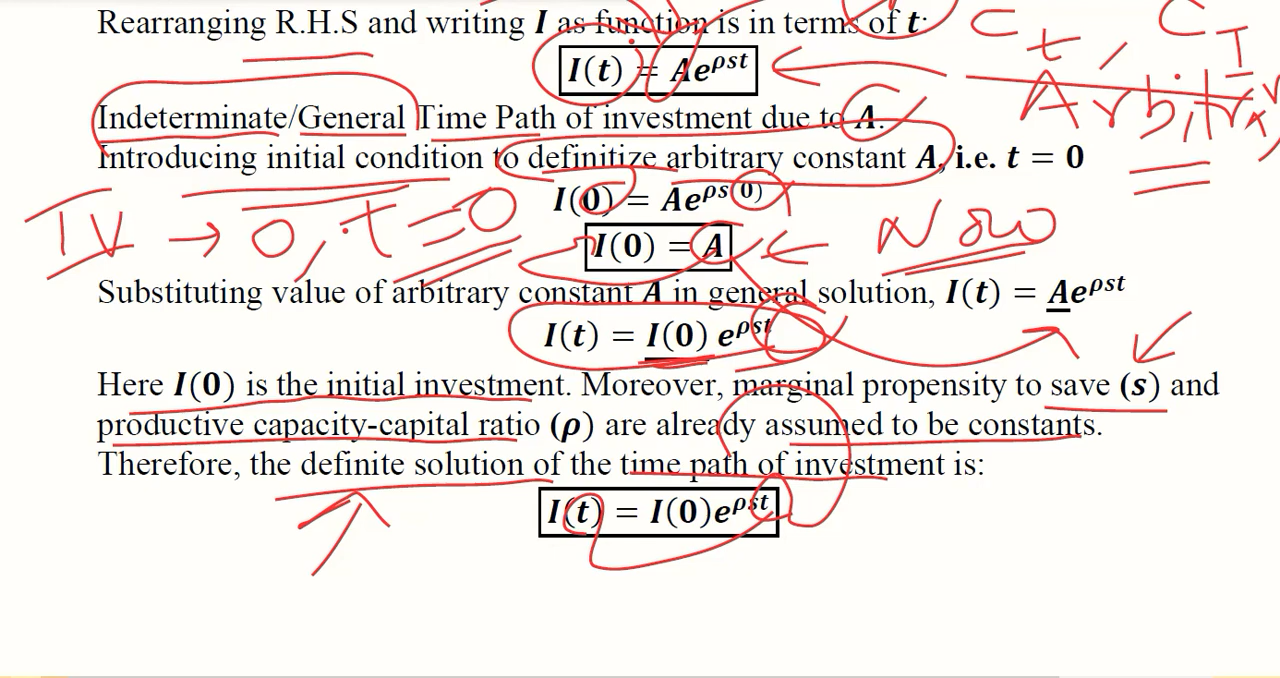 Rearranging R.H.S and writing I as function is in terms of t:
I(t) = Ae^{ρst}
Indeterminate/General Time Path of investment due to A.
Introducing initial condition to definitize arbitrary constant A, i.e. t = 0
I(0) = Ae^{ρs(0)}
IV → 0, t = 0
I(0) = A
Substituting value of arbitrary constant A in general solution, I(t) = Ae^{ρst}
I(t) = I(0) e^{ρst}
Here I(0) is the initial investment. Moreover, marginal propensity to save (s) and
productive capacity-capital ratio (ρ) are already assumed to be constants.
Therefore, the definite solution of the time path of investment is:
I(t) = I(0)e^{ρst}